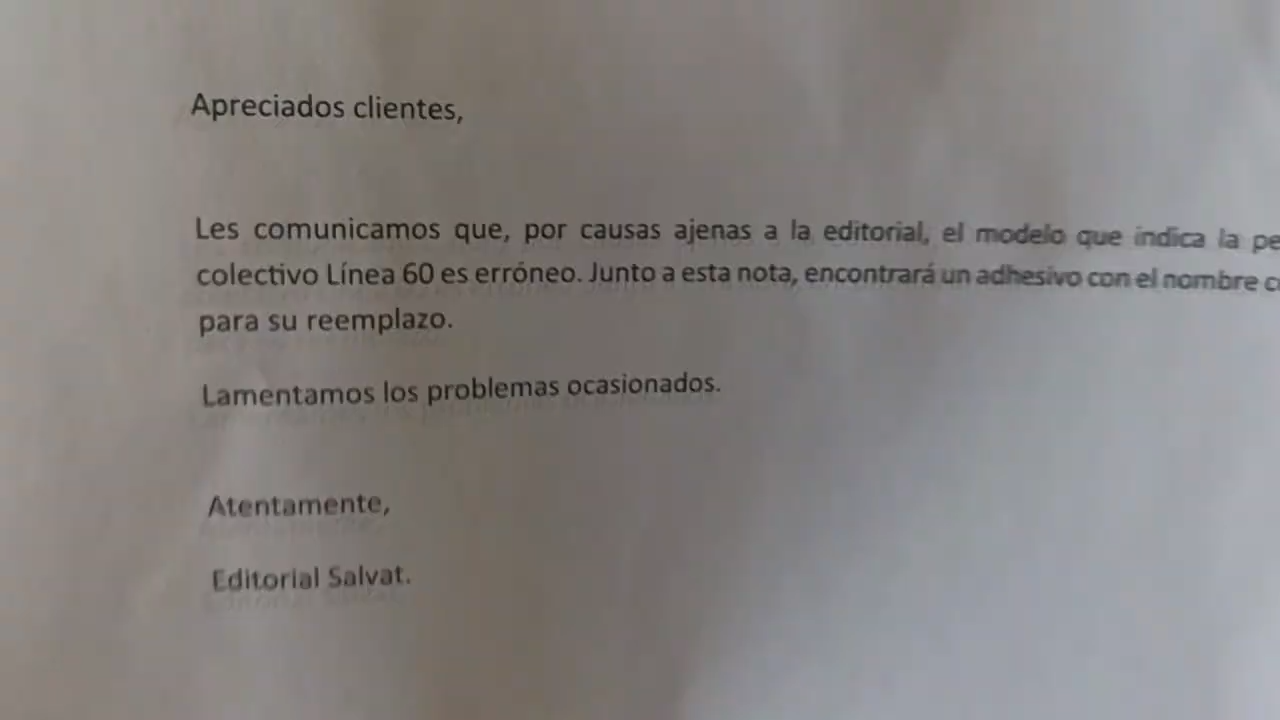 Apreciados clientes,
Les comunicamos que, por causas ajenas a la editorial, el modelo que indica la
colectivo Línea 60 es erróneo. Junto a esta nota, encontrará un adhesivo con el nombre
para su reemplazo.
Lamentamos los problemas ocasionados.
Atentamente,
Editorial Salvat.